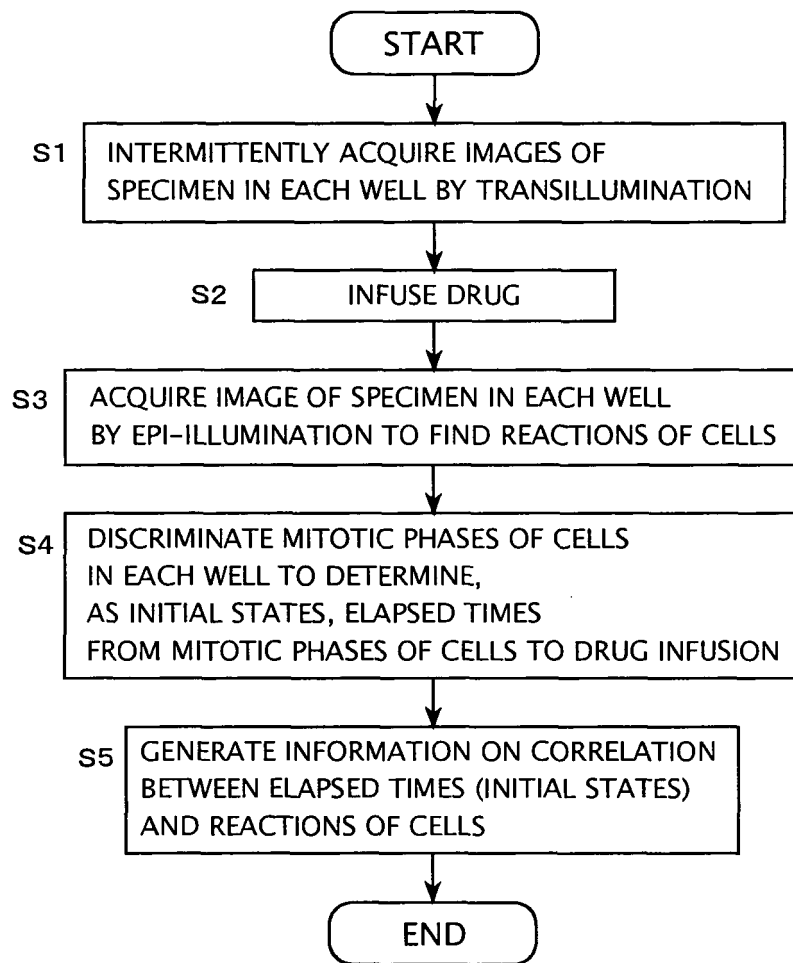 START
S1
INTERMITTENTLY ACQUIRE IMAGES OF
SPECIMEN IN EACH WELL BY TRANSILLUMINATION
S2
INFUSE DRUG
S3
ACQUIRE IMAGE OF SPECIMEN IN EACH WELL
BY EPI-ILLUMINATION TO FIND REACTIONS OF CELLS
S4
DISCRIMINATE MITOTIC PHASES OF CELLS
IN EACH WELL TO DETERMINE,
AS INITIAL STATES, ELAPSED TIMES
FROM MITOTIC PHASES OF CELLS TO DRUG INFUSION
S5
GENERATE INFORMATION ON CORRELATION
BETWEEN ELAPSED TIMES (INITIAL STATES)
AND REACTIONS OF CELLS
END